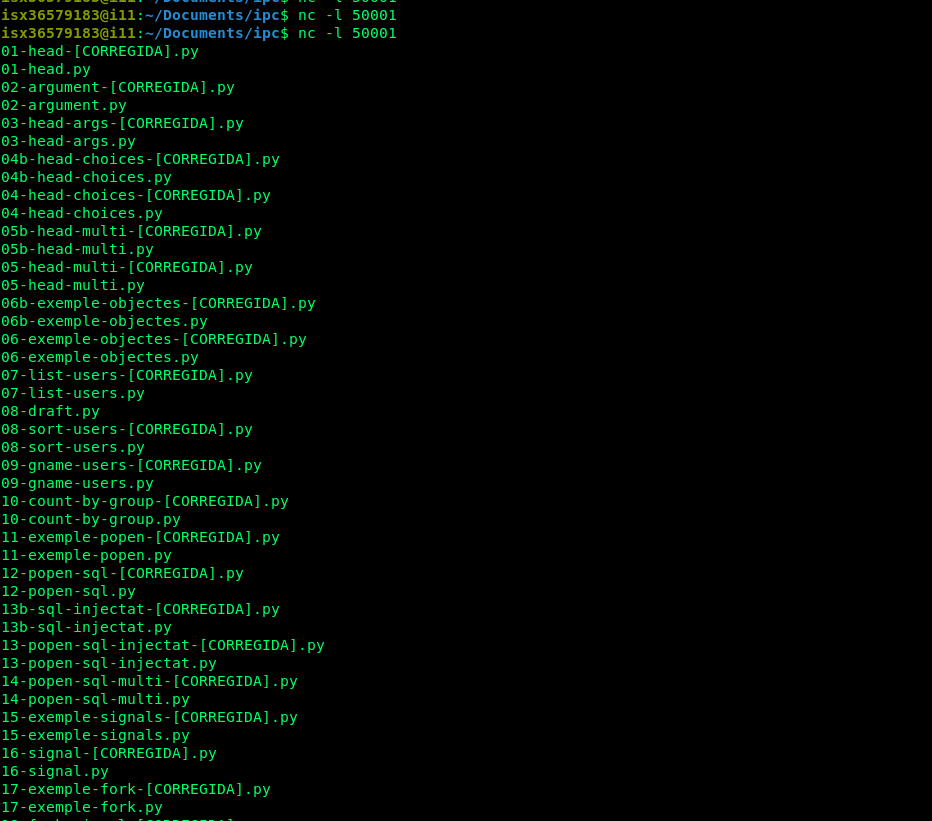 isx36579183@i11:~/Documents/ipc$ nc -l 50001
isx36579183@i11:~/Documents/ipc$ nc -l 50001
isx36579183@i11:~/Documents/ipc$ nc -l 50001
01-head-[CORREGIDA].py
01-head.py
02-argument-[CORREGIDA].py
02-argument.py
03-head-args-[CORREGIDA].py
03-head-args.py
04b-head-choices-[CORREGIDA].py
04b-head-choices.py
04-head-choices-[CORREGIDA].py
04-head-choices.py
05b-head-multi-[CORREGIDA].py
05b-head-multi.py
05-head-multi-[CORREGIDA].py
05-head-multi.py
06b-exemple-objectes-[CORREGIDA].py
06b-exemple-objectes.py
06-exemple-objectes-[CORREGIDA].py
06-exemple-objectes.py
07-list-users-[CORREGIDA].py
07-list-users.py
08-draft.py
08-sort-users-[CORREGIDA].py
08-sort-users.py
09-gname-users-[CORREGIDA].py
09-gname-users.py
10-count-by-group-[CORREGIDA].py
10-count-by-group.py
11-exemple-popen-[CORREGIDA].py
11-exemple-popen.py
12-popen-sql-[CORREGIDA].py
12-popen-sql.py
13b-sql-injectat-[CORREGIDA].py
13b-sql-injectat.py
13-popen-sql-injectat-[CORREGIDA].py
13-popen-sql-injectat.py
14-popen-sql-multi-[CORREGIDA].py
14-popen-sql-multi.py
15-exemple-signals-[CORREGIDA].py
15-exemple-signals.py
16-signal-[CORREGIDA].py
16-signal.py
17-exemple-fork-[CORREGIDA].py
17-exemple-fork.py